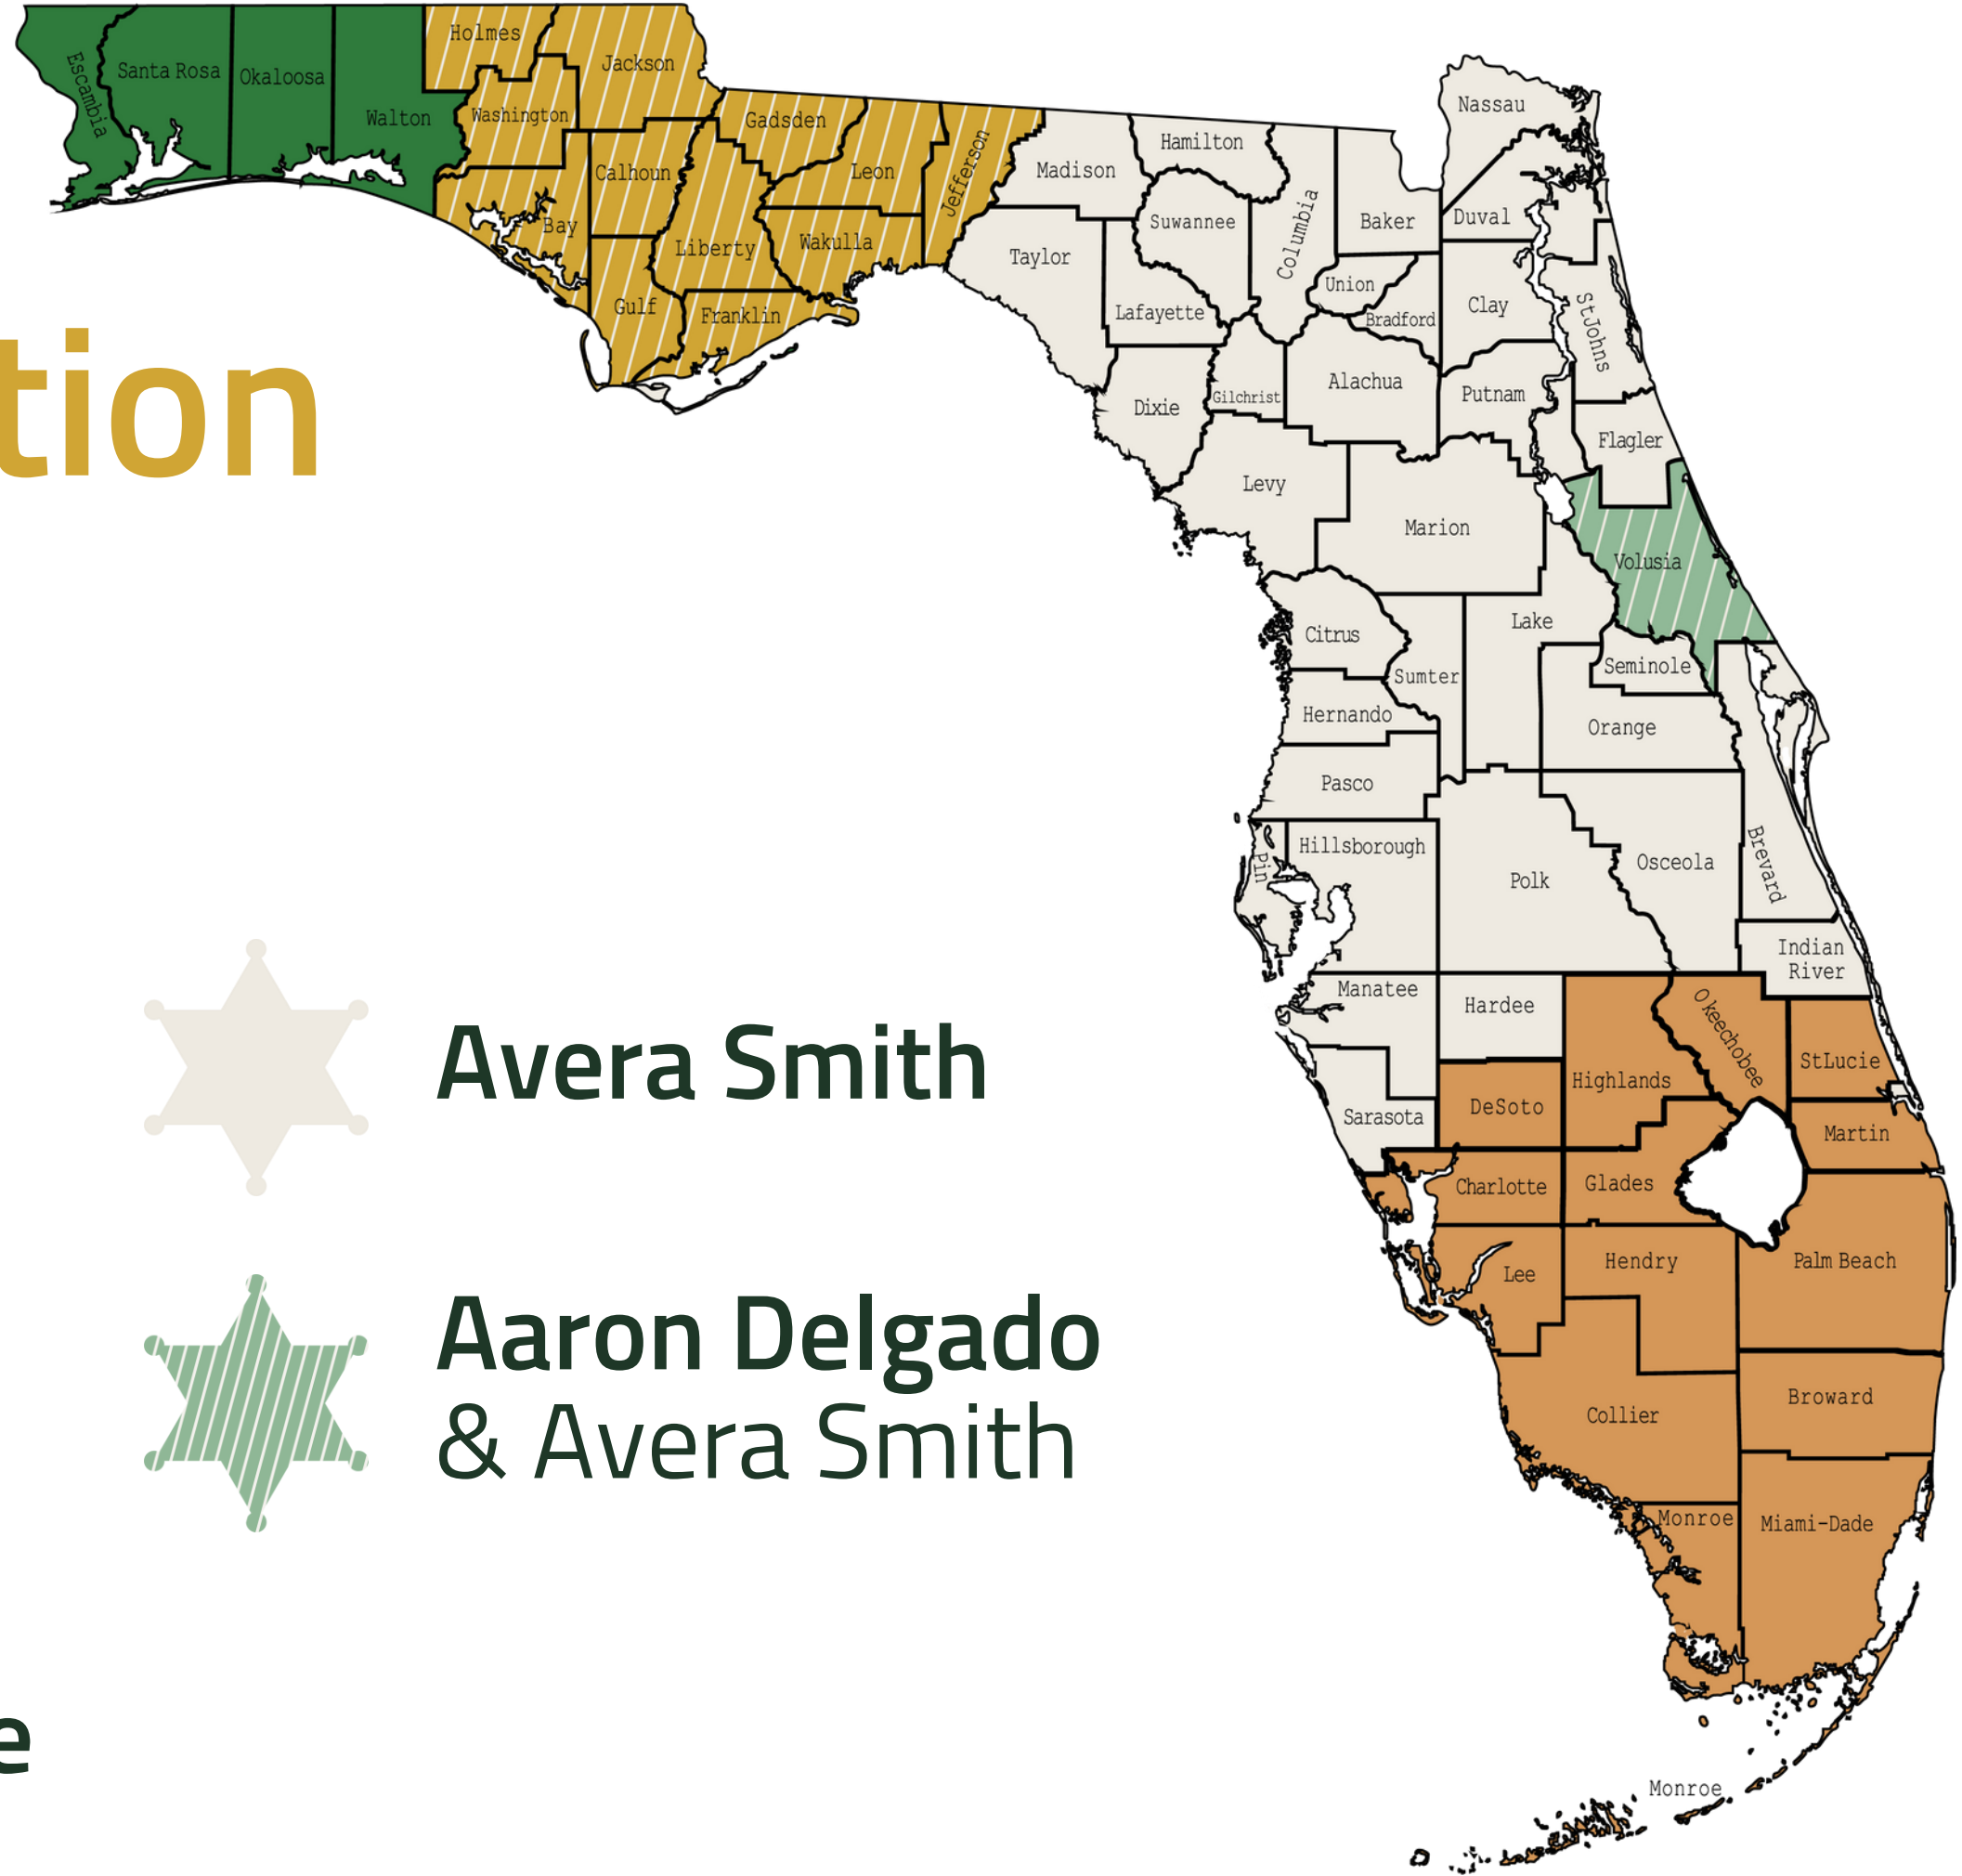 Holmes
Jackson
Escambia
Santa Rosa
Okaloosa
Walton
Washington
Gadsden
Calhoun
Leon
Jefferson
Bay
Liberty
Wakulla
Gulf
Franklin
Nassau
Hamilton
Madison
Suwannee
Columbia
Baker
Duval
Taylor
Union
Lafayette
Bradford
Clay
StJohns
Alachua
Dixie
Gilchrist
Putnam
Flagler
Levy
Marion
Volusia
Lake
Citrus
Sumter
Seminole
Hernando
Orange
Pasco
Hillsborough
Pin
Polk
Osceola
Brevard
Indian
River
Manatee
Hardee
Okeechobee
StLucie
Highlands
DeSoto
Sarasota
Martin
Charlotte
Glades
Hendry
Palm Beach
Lee
Broward
Collier
Monroe
Miami-Dade
Monroe
tion
Avera Smith
Aaron Delgado
& Avera Smith
e